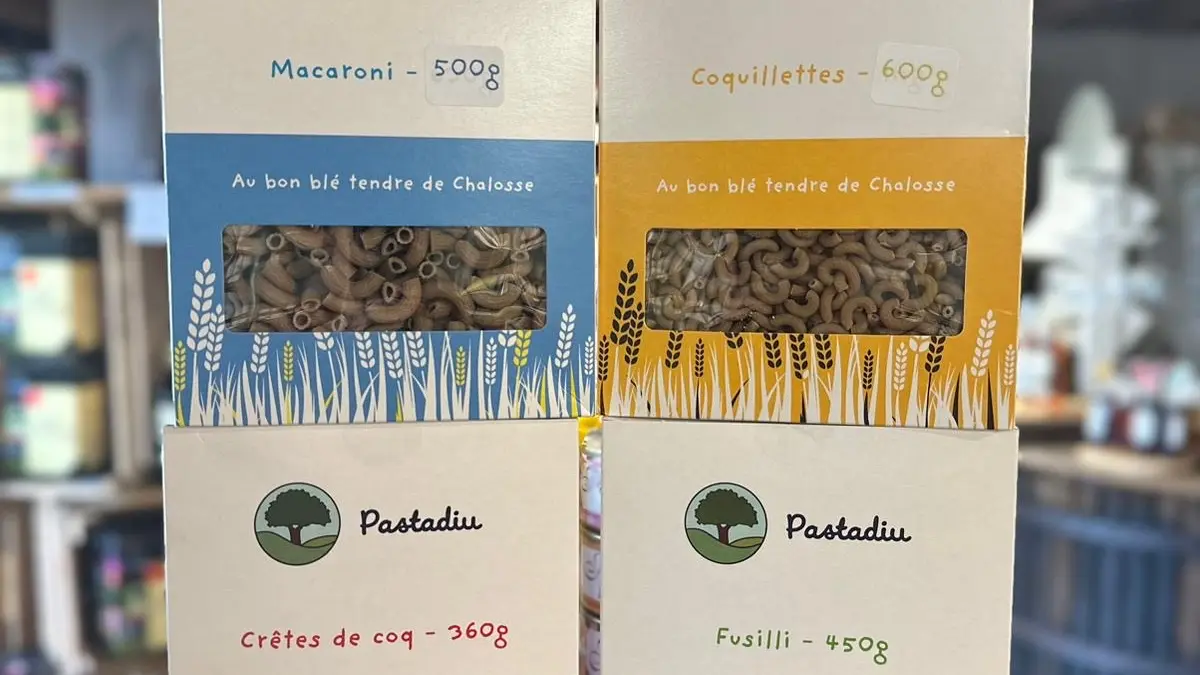 Macaroni - 500g
Coquillettes - 600g
Au bon blé tendre de Chalosse
Au bon blé tendre de Chalosse
Pastadiu
Pastadiu
Crêtes de coq - 360g
Fusilli - 450g